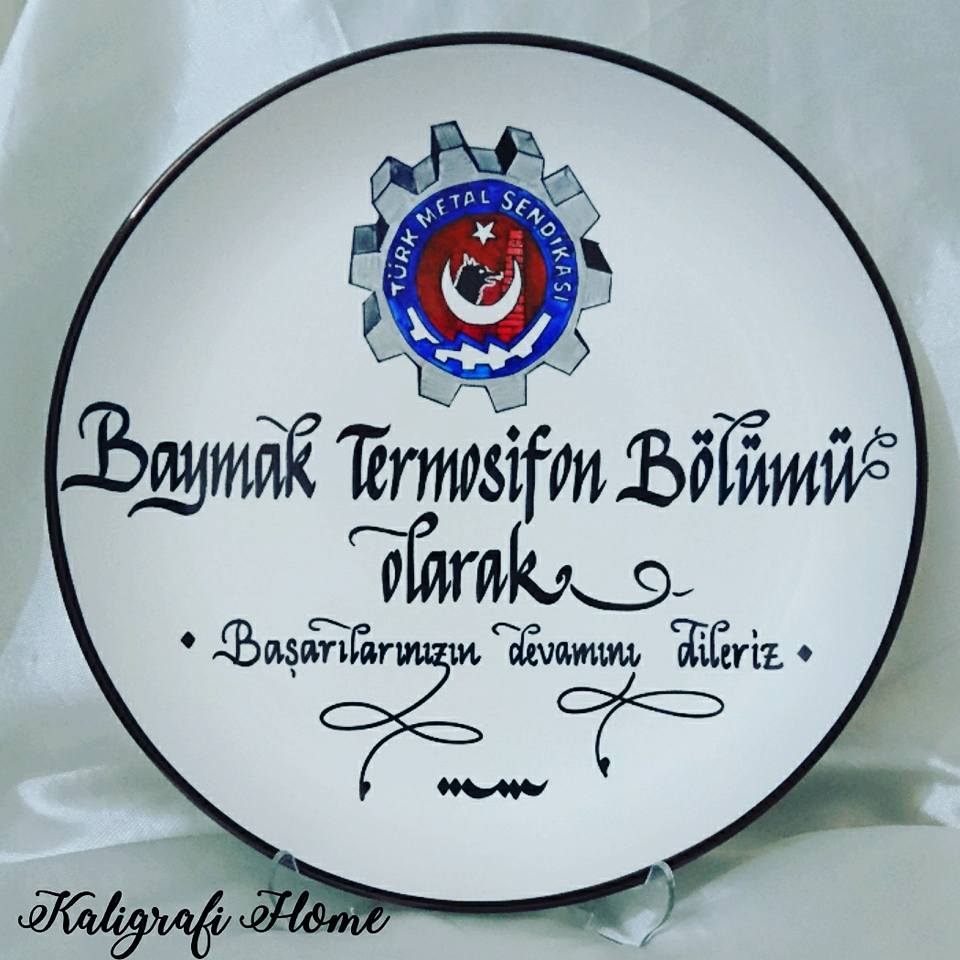 TÜRK METAL SENDİKASI
Baymak Termosifon Bölümü
olarak
Başarılarınızın devamını dileriz
Kaligrafi Home